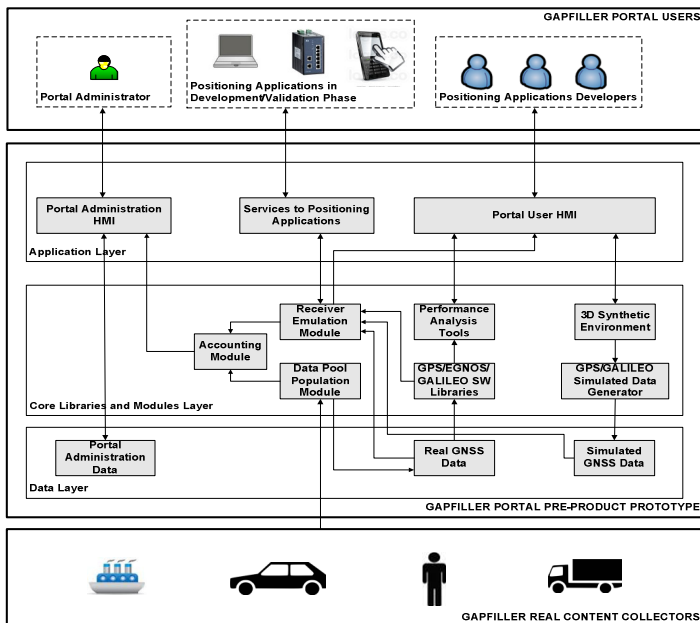 GAPFILLER PORTAL USERS
Portal Administrator
Positioning Applications in
Development/Validation Phase
Positioning Applications Developers
Portal Administration
HMI
Services to Positioning
Applications
Portal User HMI
Application Layer
Receiver
Emulation
Module
Performance
Analysis
Tools
3D Synthetic
Environment
Accounting
Module
Data Pool
Population
Module
GPS/EGNOS/
GALILEO SW
Libraries
GPS/GALILEO
Simulated Data
Generator
Core Libraries and Modules Layer
Portal
Administration
Data
Real GNSS
Data
Simulated
GNSS Data
Data Layer
GAPFILLER PORTAL PRE-PRODUCT PROTOTYPE
GAPFILLER REAL CONTENT COLLECTORS